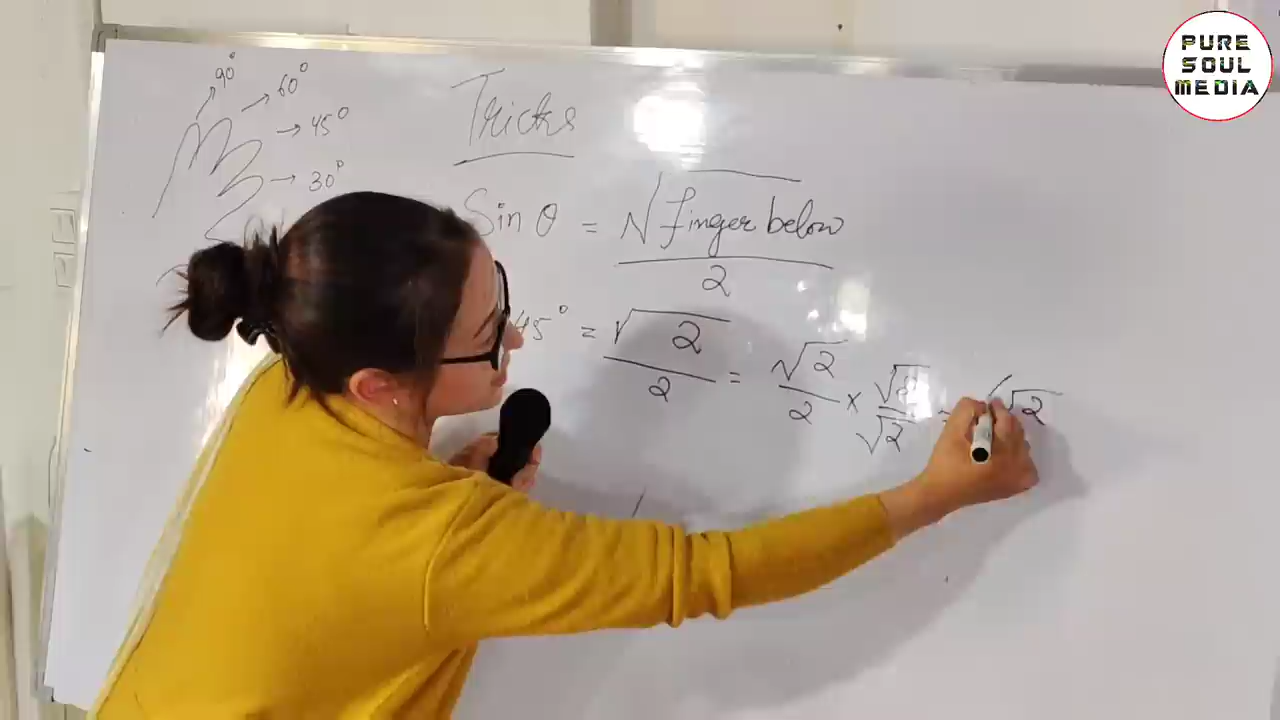 PURE
SOUL
MEDIA
90°
60°
45°
30°
Tricks
Sin θ = √finger below / 2
45° = √2 / 2 = √2 / 2 × √2 / √2 = (√2